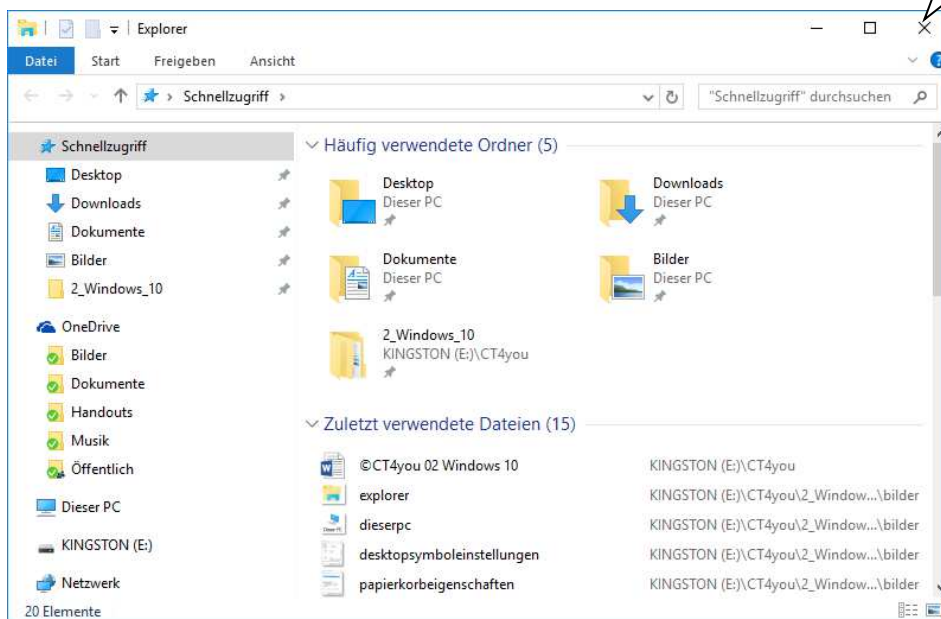 Explorer
Datei Start Freigeben Ansicht
Schnellzugriff "Schnellzugriff" durchsuchen
Schnellzugriff
Desktop
Downloads
Dokumente
Bilder
2_Windows_10
OneDrive
Bilder
Dokumente
Handouts
Musik
Öffentlich
Dieser PC
KINGSTON (E:)
Netzwerk
Häufig verwendete Ordner (5)
Desktop
Dieser PC
Downloads
Dieser PC
Dokumente
Dieser PC
Bilder
Dieser PC
2_Windows_10
KINGSTON (E:)\CT4you
Zuletzt verwendete Dateien (15)
©CT4you 02 Windows 10 KINGSTON (E:)\CT4you
explorer KINGSTON (E:)\CT4you\2_Window...\bilder
dieserpc KINGSTON (E:)\CT4you\2_Window...\bilder
desktopsymboleinstellungen KINGSTON (E:)\CT4you\2_Window...\bilder
papierkorbeigenschaften KINGSTON (E:)\CT4you\2_Window...\bilder
20 Elemente